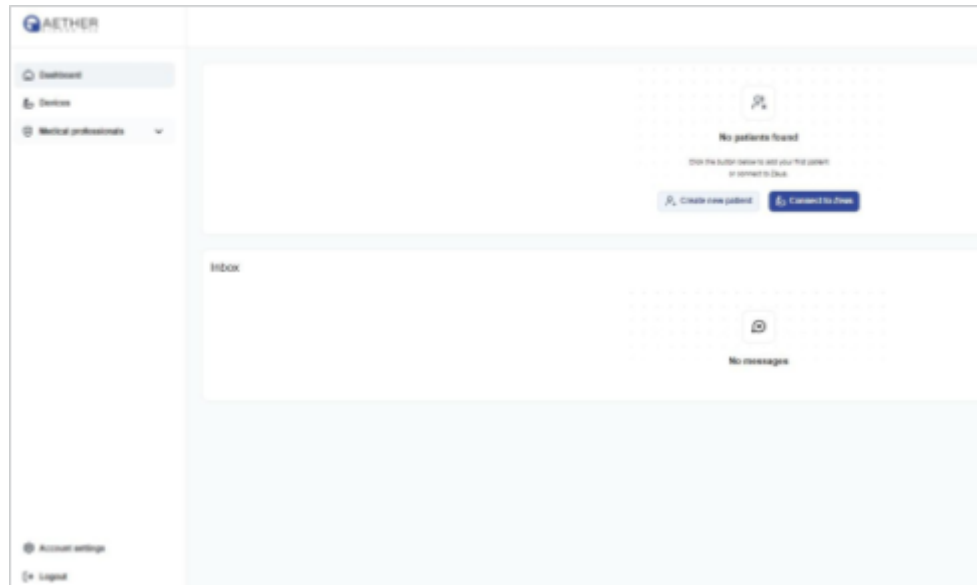 AETHER
Dashboard
Devices
Medical professionals
No patients found
Click the button below to add your first patient
or connect to Zeus.
Create new patient
Connect to Zeus
Inbox
No messages
Account settings
Logout